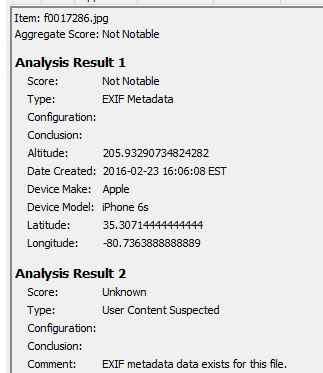 Item: f0017286.jpg
Aggregate Score: Not Notable
Analysis Result 1
Score: Not Notable
Type: EXIF Metadata
Configuration:
Conclusion:
Altitude: 205.93290734824282
Date Created: 2016-02-23 16:06:08 EST
Device Make: Apple
Device Model: iPhone 6s
Latitude: 35.30714444444444
Longitude: -80.7363888888889
Analysis Result 2
Score: Unknown
Type: User Content Suspected
Configuration:
Conclusion:
Comment: EXIF metadata data exists for this file.